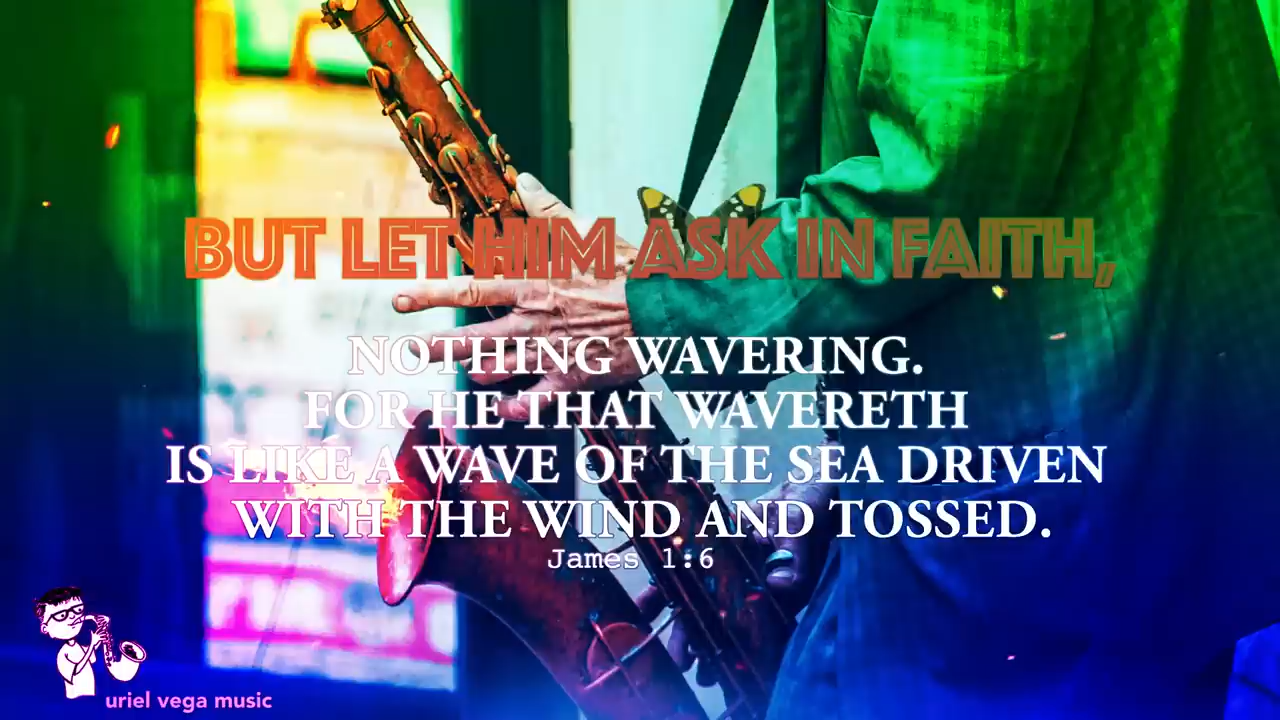 BUT LET HIM ASK IN FAITH,
NOTHING WAVERING.
FOR HE THAT WAVERETH
IS LIKE A WAVE OF THE SEA DRIVEN
WITH THE WIND AND TOSSED.
James 1:6
uriel vega music